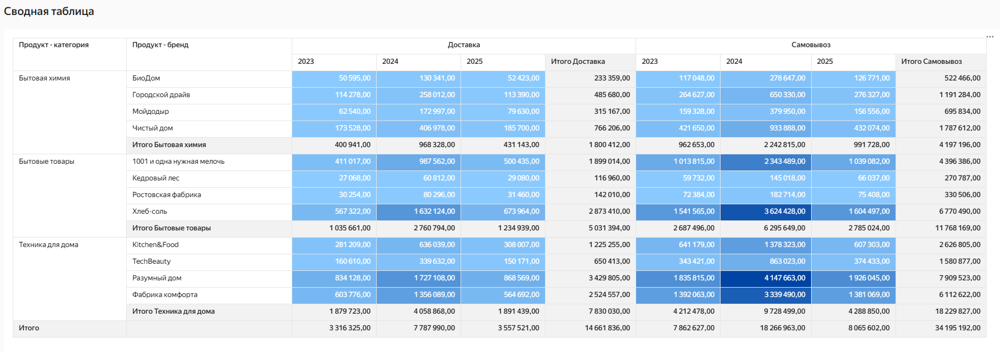 Сводная таблица
Продукт - категория Продукт - бренд Доставка Самовывоз
2023 2024 2025 Итого Доставка 2023 2024 2025 Итого Самовывоз
Бытовая химия БиоДом 50 595,00 130 341,00 52 423,00 233 359,00 117 048,00 278 647,00 126 771,00 522 466,00
Городской драйв 114 278,00 258 012,00 113 390,00 485 680,00 264 627,00 650 330,00 276 327,00 1 191 284,00
Мойдодыр 62 540,00 172 997,00 79 630,00 315 167,00 159 328,00 379 950,00 156 556,00 695 834,00
Чистый дом 173 528,00 406 978,00 185 700,00 766 206,00 421 650,00 933 888,00 432 074,00 1 787 612,00
Итого Бытовая химия 400 941,00 968 328,00 431 143,00 1 800 412,00 962 653,00 2 242 815,00 991 728,00 4 197 196,00
Бытовые товары 1001 и одна нужная мелочь 411 017,00 987 562,00 500 435,00 1 899 014,00 1 013 815,00 2 343 489,00 1 039 082,00 4 396 386,00
Кедровый лес 27 068,00 60 812,00 29 080,00 116 960,00 59 732,00 145 018,00 66 037,00 270 787,00
Ростовская фабрика 30 254,00 80 296,00 31 460,00 142 010,00 72 384,00 182 714,00 75 408,00 330 506,00
Хлеб-соль 567 322,00 1 632 124,00 673 964,00 2 873 410,00 1 541 565,00 3 624 428,00 1 604 497,00 6 770 490,00
Итого Бытовые товары 1 035 661,00 2 760 794,00 1 234 939,00 5 031 394,00 2 687 496,00 6 295 649,00 2 785 024,00 11 768 169,00
Техника для дома Kitchen&Food 281 209,00 636 039,00 308 007,00 1 225 255,00 641 179,00 1 378 323,00 607 303,00 2 626 805,00
TechBeauty 160 610,00 339 632,00 150 171,00 650 413,00 343 421,00 863 023,00 374 433,00 1 580 877,00
Разумный дом 834 128,00 1 727 108,00 868 569,00 3 429 805,00 1 835 815,00 4 147 663,00 1 926 045,00 7 909 523,00
Фабрика комфорта 603 776,00 1 356 089,00 564 692,00 2 524 557,00 1 392 063,00 3 339 490,00 1 381 069,00 6 112 622,00
Итого Техника для дома 1 879 723,00 4 058 868,00 1 891 439,00 7 830 030,00 4 212 478,00 9 728 499,00 4 288 850,00 18 229 827,00
Итого 3 316 325,00 7 787 990,00 3 557 521,00 14 661 836,00 7 862 627,00 18 266 963,00 8 065 602,00 34 195 192,00